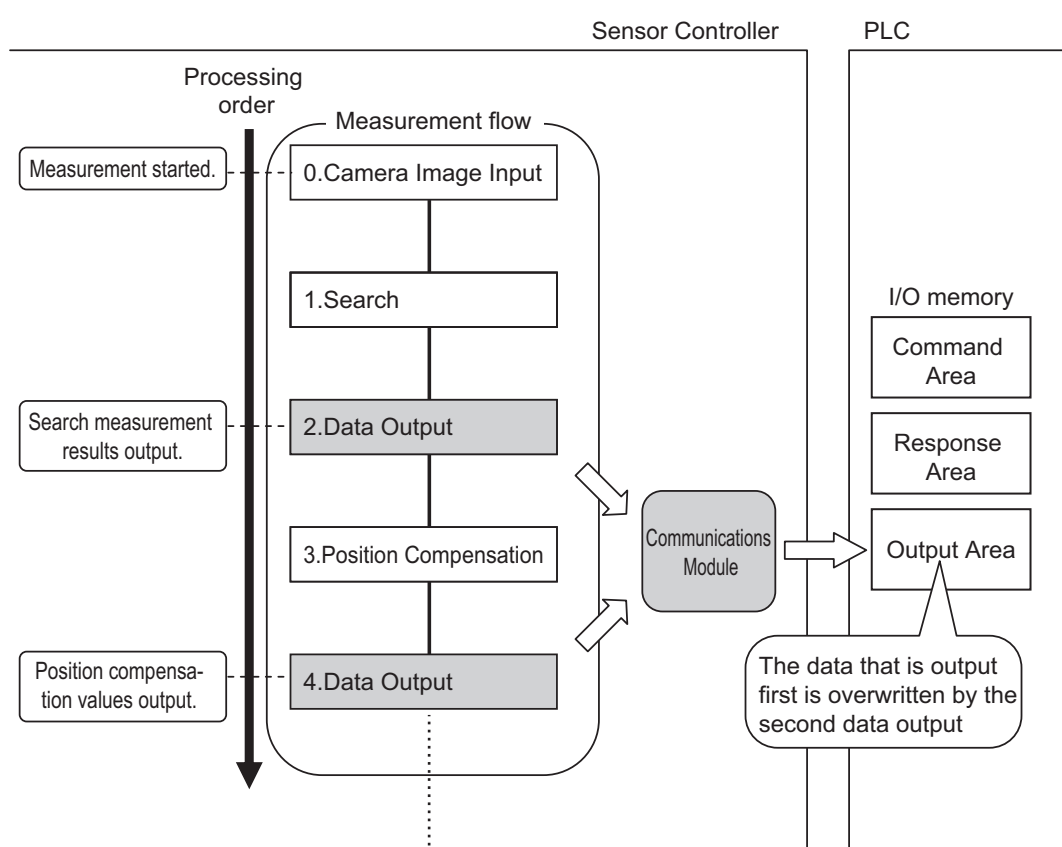 Sensor Controller
PLC
Processing
order
Measurement flow
Measurement started.
0.Camera Image Input
1.Search
I/O memory
Command
Area
Search measurement
results output.
2.Data Output
Response
Area
3.Position Compensation
Communications
Module
Output Area
Position compensa-
tion values output.
4.Data Output
The data that is output
first is overwritten by the
second data output